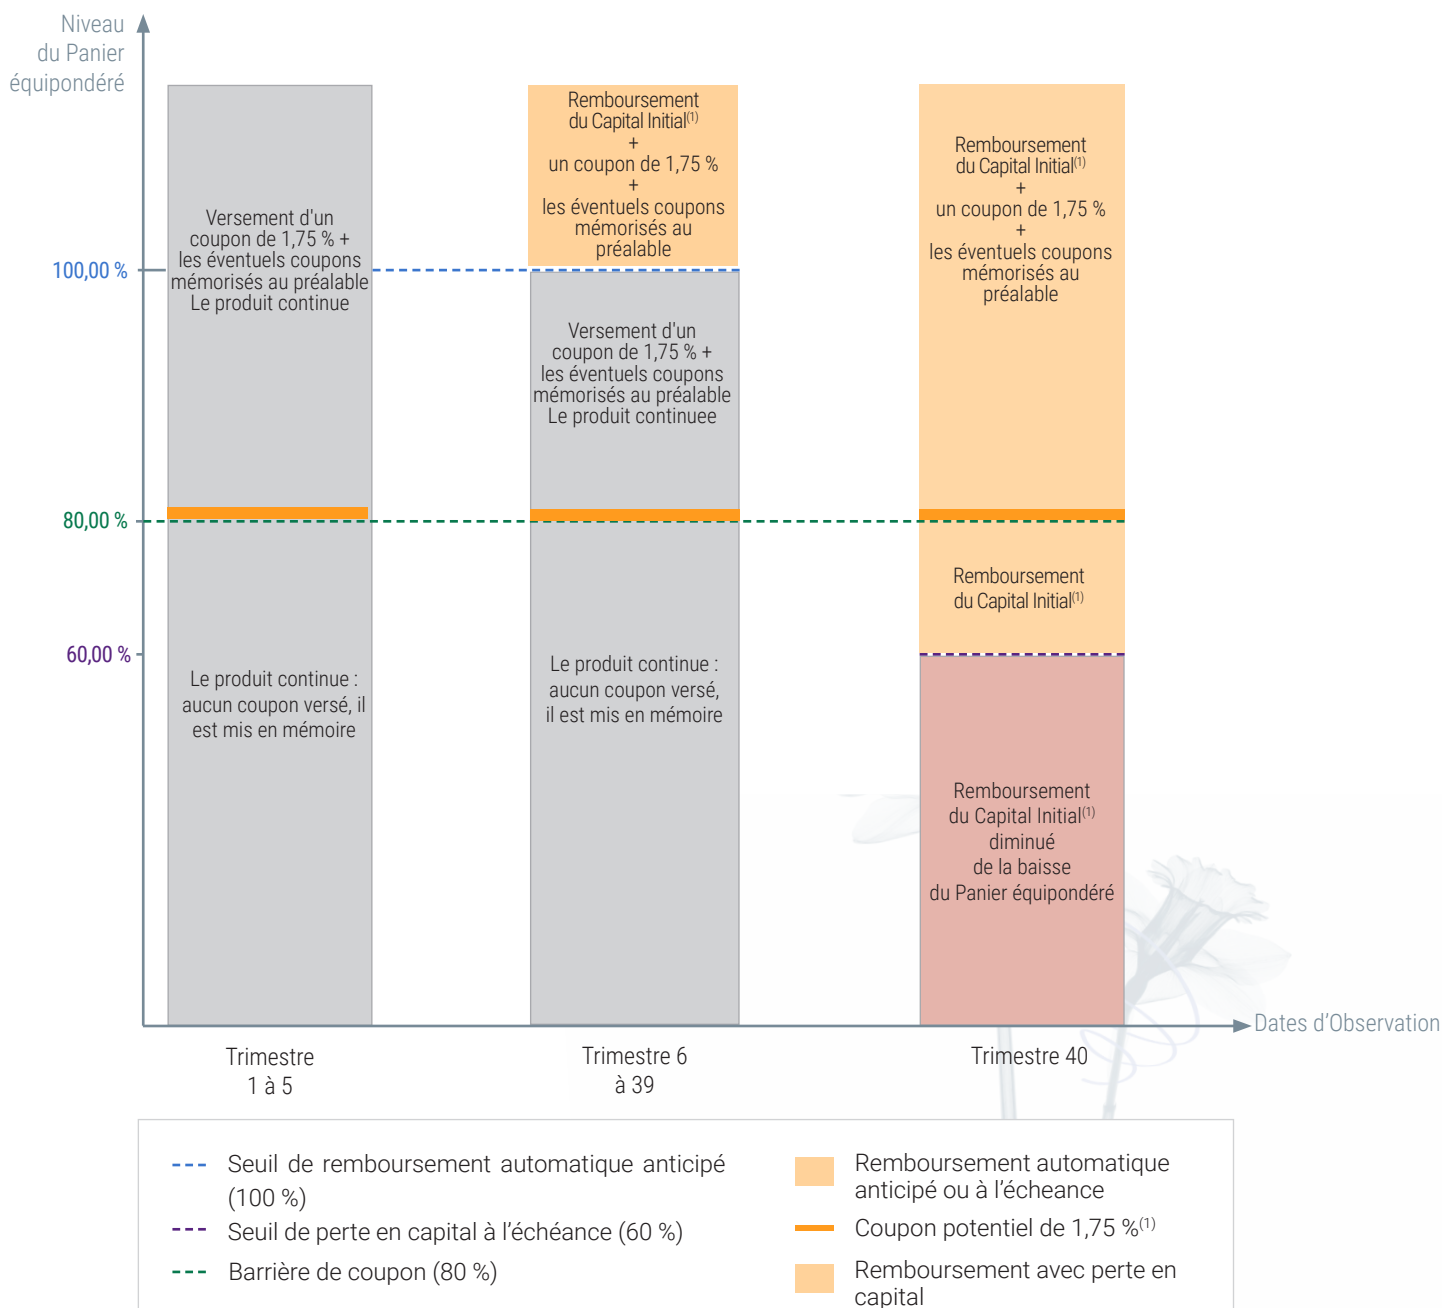 Niveau
du Panier
équipondéré
100,00 %
80,00 %
60,00 %
Versement d'un
coupon de 1,75 % +
les éventuels coupons
mémorisés au préalable
Le produit continue
Le produit continue :
aucun coupon versé, il
est mis en mémoire
Remboursement
du Capital Initial(1)
+
un coupon de 1,75 %
+
les éventuels coupons
mémorisés au
préalable
Versement d'un
coupon de 1,75 % +
les éventuels coupons
mémorisés au préalable
Le produit continuee
Le produit continue :
aucun coupon versé,
il est mis en mémoire
Remboursement
du Capital Initial(1)
+
un coupon de 1,75 %
+
les éventuels coupons
mémorisés au
préalable
Remboursement
du Capital Initial(1)
Remboursement
du Capital Initial(1)
diminué
de la baisse
du Panier équipondéré
Dates d’Observation
Trimestre
1 à 5
Trimestre 6
à 39
Trimestre 40
Seuil de remboursement automatique anticipé
(100 %)
Seuil de perte en capital à l’échéance (60 %)
Barrière de coupon (80 %)
Remboursement automatique
anticipé ou à l’écheance
Coupon potentiel de 1,75 %(1)
Remboursement avec perte en
capital